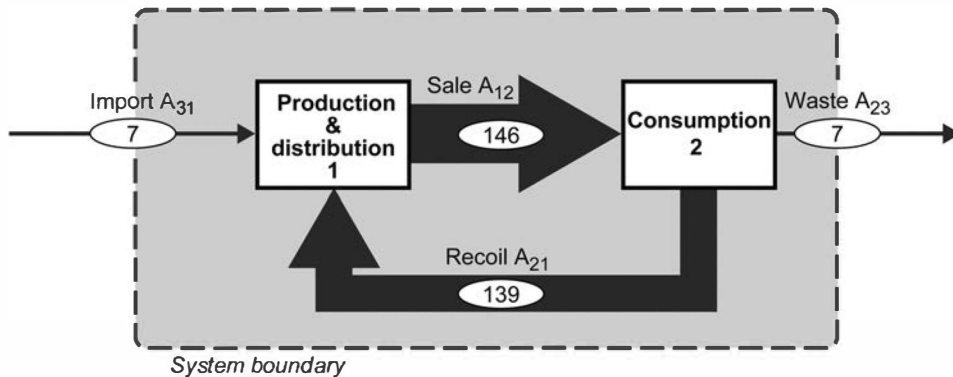 Import A31
7
Production
&
distribution
1
Sale A12
146
Consumption
2
Waste A23
7
Recoil A21
139
System boundary